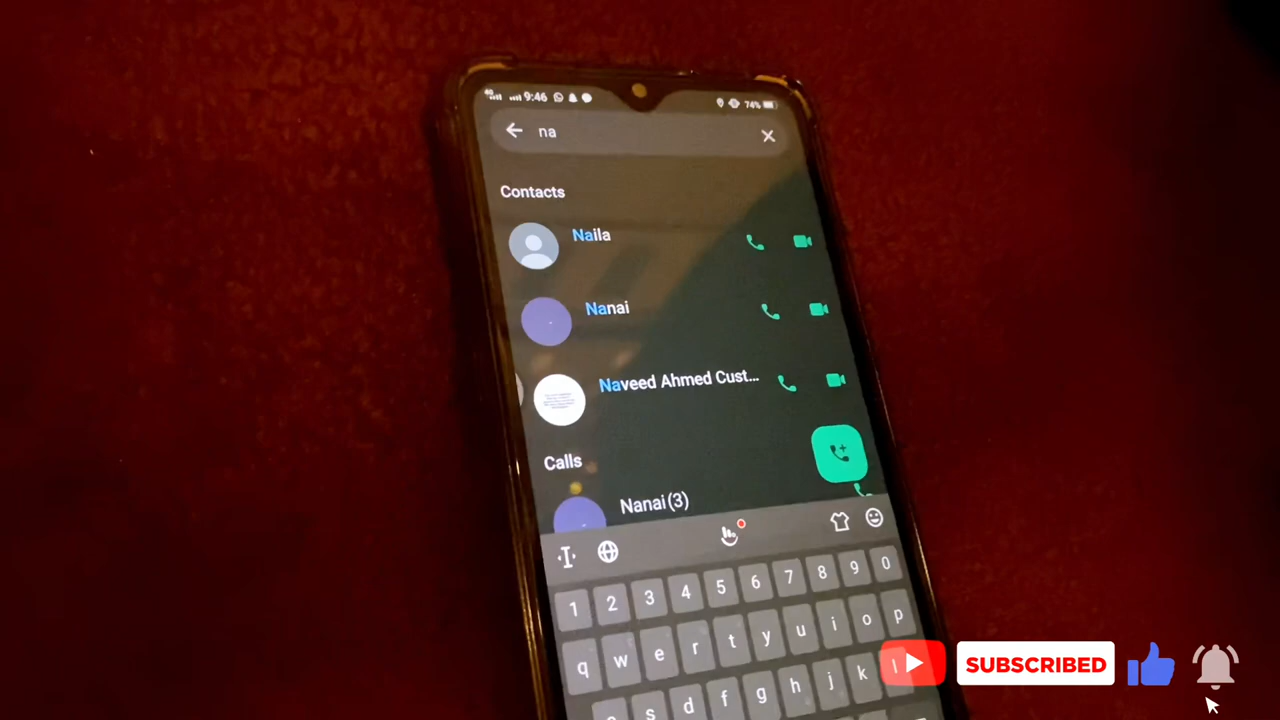 4G 9:46 74%
na
Contacts
Naila
Nanai
Naveed Ahmed Cust...
Calls
Nanai (3)
1 2 3 4 5 6 7 8 9 0
q w e r t y u i o p
s d f g h j k l
SUBSCRIBED